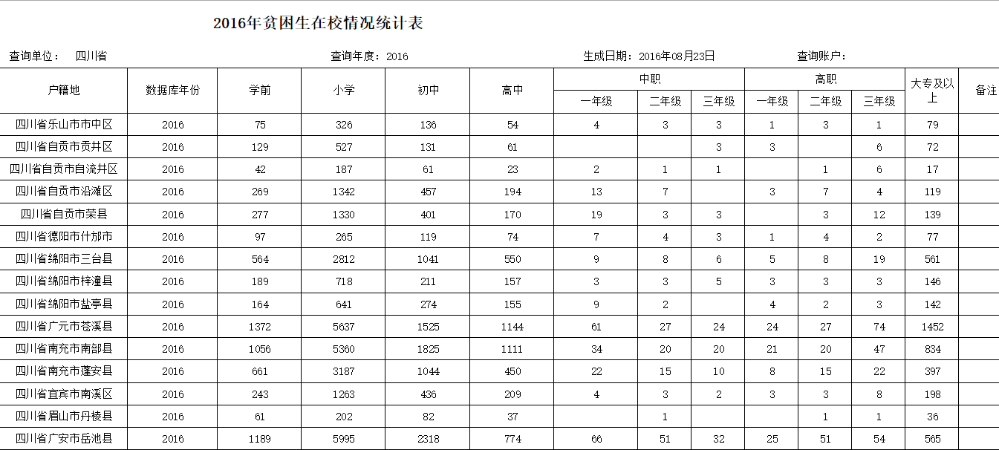 2016年贫困生在校情况统计表
查询单位： 四川省 查询年度：2016 生成日期：2016年08月23日 查询账户：
户籍地 数据库年份 学前 小学 初中 高中 中职 高职 大专及以上 备注
一年级 二年级 三年级 一年级 二年级 三年级
四川省乐山市市中区 2016 75 326 136 54 4 3 3 1 3 1 79
四川省自贡市贡井区 2016 129 527 131 61 3 3 6 72
四川省自贡市自流井区 2016 42 187 61 23 2 1 1 1 6 17
四川省自贡市沿滩区 2016 269 1342 457 194 13 7 3 7 4 119
四川省自贡市荣县 2016 277 1330 401 170 19 3 3 3 12 139
四川省德阳市什邡市 2016 97 265 119 74 7 4 3 1 4 2 77
四川省绵阳市三台县 2016 564 2812 1041 550 9 8 6 5 8 19 561
四川省绵阳市梓潼县 2016 189 718 211 157 3 3 5 3 3 3 146
四川省绵阳市盐亭县 2016 164 641 274 155 9 2 4 2 3 142
四川省广元市苍溪县 2016 1372 5637 1525 1144 61 27 24 24 27 74 1452
四川省南充市南部县 2016 1056 5360 1825 1111 34 20 20 21 20 47 834
四川省南充市蓬安县 2016 661 3187 1044 450 22 15 10 8 15 22 397
四川省宜宾市南溪区 2016 243 1263 436 209 4 3 2 3 3 8 198
四川省眉山市丹棱县 2016 61 202 82 37 1 1 1 36
四川省广安市岳池县 2016 1189 5995 2318 774 66 51 32 25 51 54 565